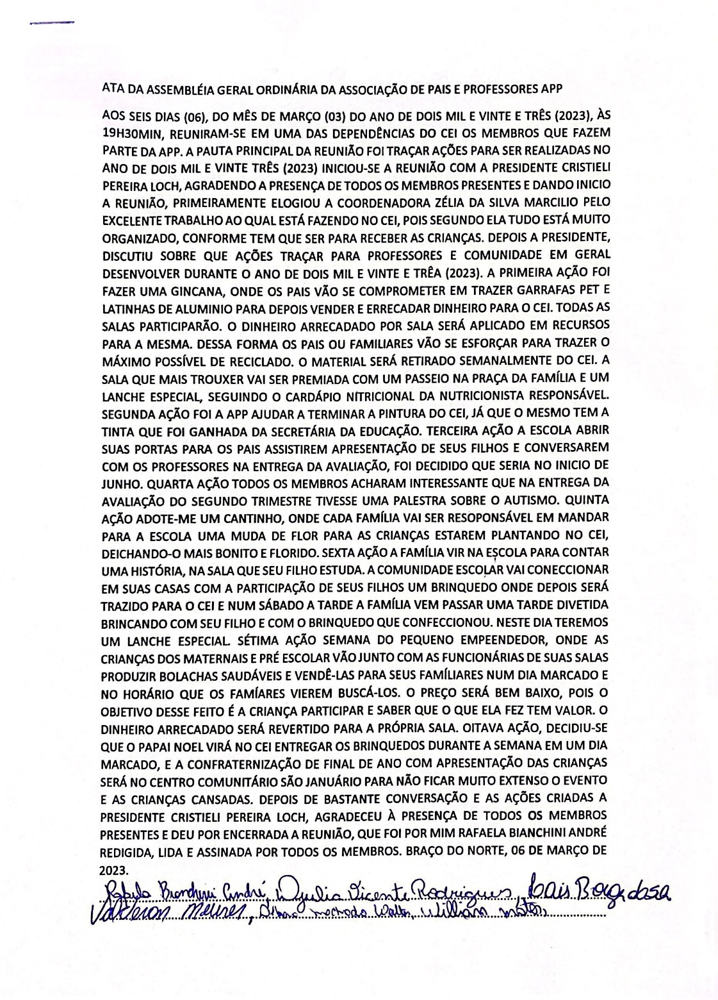 ATA DA ASSEMBLÉIA GERAL ORDINÁRIA DA ASSOCIAÇÃO DE PAIS E PROFESSORES APP
AOS SEIS DIAS (06), DO MÊS DE MARÇO (03) DO ANO DE DOIS MIL E VINTE E TRÊS (2023), ÀS
19H30MIN, REUNIRAM-SE EM UMA DAS DEPENDÊNCIAS DO CEI OS MEMBROS QUE FAZEM
PARTE DA APP. A PAUTA PRINCIPAL DA REUNIÃO FOI TRAÇAR AÇÕES PARA SER REALIZADAS NO
ANO DE DOIS MIL E VINTE TRÊS (2023) INICIOU-SE A REUNIÃO COM A PRESIDENTE CRISTIELI
PEREIRA LOCH, AGRADENDO A PRESENÇA DE TODOS OS MEMBROS PRESENTES E DANDO INICIO
A REUNIÃO, PRIMEIRAMENTE ELOGIOU A COORDENADORA ZÉLIA DA SILVA MARCILIO PELO
EXCELENTE TRABALHO AO QUAL ESTÁ FAZENDO NO CEI, POIS SEGUNDO ELA TUDO ESTÁ MUITO
ORGANIZADO, CONFORME TEM QUE SER PARA RECEBER AS CRIANÇAS. DEPOIS A PRESIDENTE,
DISCUTIU SOBRE QUE AÇÕES TRAÇAR PARA PROFESSORES E COMUNIDADE EM GERAL
DESENVOLVER DURANTE O ANO DE DOIS MIL E VINTE E TRÊA (2023). A PRIMEIRA AÇÃO FOI
FAZER UMA GINCANA, ONDE OS PAIS VÃO SE COMPROMETER EM TRAZER GARRAFAS PET E
LATINHAS DE ALUMINIO PARA DEPOIS VENDER E ERRECADAR DINHEIRO PARA O CEI. TODAS AS
SALAS PARTICIPARÃO. O DINHEIRO ARRECADADO POR SALA SERÁ APLICADO EM RECURSOS
PARA A MESMA. DESSA FORMA OS PAIS OU FAMILIARES VÃO SE ESFORÇAR PARA TRAZER O
MÁXIMO POSSÍVEL DE RECICLADO. O MATERIAL SERÁ RETIRADO SEMANALMENTE DO CEI. A
SALA QUE MAIS TROUXER VAI SER PREMIADA COM UM PASSEIO NA PRAÇA DA FAMÍLIA E UM
LANCHE ESPECIAL, SEGUINDO O CARDÁPIO NITRICIONAL DA NUTRICIONISTA RESPONSÁVEL.
SEGUNDA AÇÃO FOI A APP AJUDAR A TERMINAR A PINTURA DO CEI, JÁ QUE O MESMO TEM A
TINTA QUE FOI GANHADA DA SECRETÁRIA DA EDUCAÇÃO. TERCEIRA AÇÃO A ESCOLA ABRIR
SUAS PORTAS PARA OS PAIS ASSISTIREM APRESENTAÇÃO DE SEUS FILHOS E CONVERSAREM
COM OS PROFESSORES NA ENTREGA DA AVALIAÇÃO, FOI DECIDIDO QUE SERIA NO INICIO DE
JUNHO. QUARTA AÇÃO TODOS OS MEMBROS ACHARAM INTERESSANTE QUE NA ENTREGA DA
AVALIAÇÃO DO SEGUNDO TRIMESTRE TIVESSE UMA PALESTRA SOBRE O AUTISMO. QUINTA
AÇÃO ADOTE-ME UM CANTINHO, ONDE CADA FAMÍLIA VAI SER RESOPONSÁVEL EM MANDAR
PARA A ESCOLA UMA MUDA DE FLOR PARA AS CRIANÇAS ESTAREM PLANTANDO NO CEI,
DEICHANDO-O MAIS BONITO E FLORIDO. SEXTA AÇÃO A FAMÍLIA VIR NA ESCOLA PARA CONTAR
UMA HISTÓRIA, NA SALA QUE SEU FILHO ESTUDA. A COMUNIDADE ESCOLAR VAI CONECCIONAR
EM SUAS CASAS COM A PARTICIPAÇÃO DE SEUS FILHOS UM BRINQUEDO ONDE DEPOIS SERÁ
TRAZIDO PARA O CEI E NUM SÁBADO A TARDE A FAMÍLIA VEM PASSAR UMA TARDE DIVETIDA
BRINCANDO COM SEU FILHO E COM O BRINQUEDO QUE CONFECCIONOU. NESTE DIA TEREMOS
UM LANCHE ESPECIAL. SÉTIMA AÇÃO SEMANA DO PEQUENO EMPEENDEDOR, ONDE AS
CRIANÇAS DOS MATERNAIS E PRÉ ESCOLAR VÃO JUNTO COM AS FUNCIONÁRIAS DE SUAS SALAS
PRODUZIR BOLACHAS SAUDÁVEIS E VENDÊ-LAS PARA SEUS FAMÍLIARES NUM DIA MARCADO E
NO HORÁRIO QUE OS FAMÍARES VIEREM BUSCÁ-LOS. O PREÇO SERÁ BEM BAIXO, POIS O
OBJETIVO DESSE FEITO É A CRIANÇA PARTICIPAR E SABER QUE O QUE ELA FEZ TEM VALOR. O
DINHEIRO ARRECADADO SERÁ REVERTIDO PARA A PRÓPRIA SALA. OITAVA AÇÃO, DECIDIU-SE
QUE O PAPAI NOEL VIRÁ NO CEI ENTREGAR OS BRINQUEDOS DURANTE A SEMANA EM UM DIA
MARCADO, E A CONFRATERNIZAÇÃO DE FINAL DE ANO COM APRESENTAÇÃO DAS CRIANÇAS
SERÁ NO CENTRO COMUNITÁRIO SÃO JANUÁRIO PARA NÃO FICAR MUITO EXTENSO O EVENTO
E AS CRIANÇAS CANSADAS. DEPOIS DE BASTANTE CONVERSAÇÃO E AS AÇÕES CRIADAS A
PRESIDENTE CRISTIELI PEREIRA LOCH, AGRADECEU À PRESENÇA DE TODOS OS MEMBROS
PRESENTES E DEU POR ENCERRADA A REUNIÃO, QUE FOI POR MIM RAFAELA BIANCHINI ANDRÉ
REDIGIDA, LIDA E ASSINADA POR TODOS OS MEMBROS. BRAÇO DO NORTE, 06 DE MARÇO DE
2023.
Rafaela Bianchini André, Djulia Vicente Rodrigues, Lais B
Valderon Meurer, machado Walter, Willian